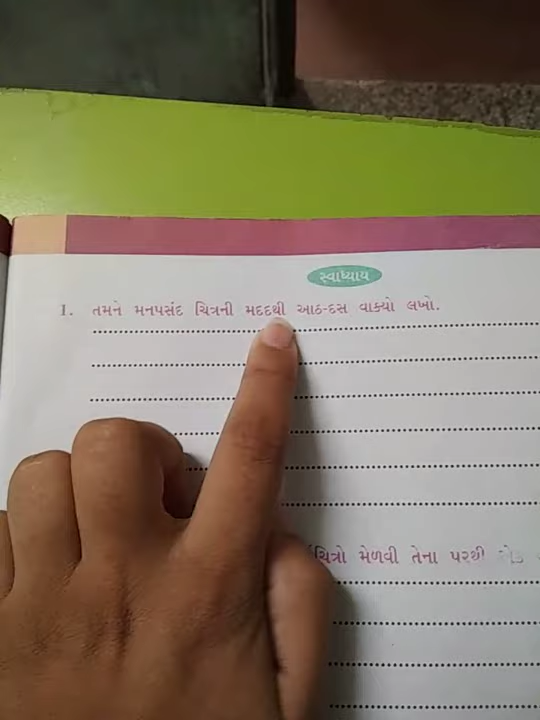 સ્વાધ્યાય
1. તમને મનપસંદ ચિત્રની મદદથી આઠ-દસ વાક્યો લખો.
ચિત્રો મેળવી તેના પરથી